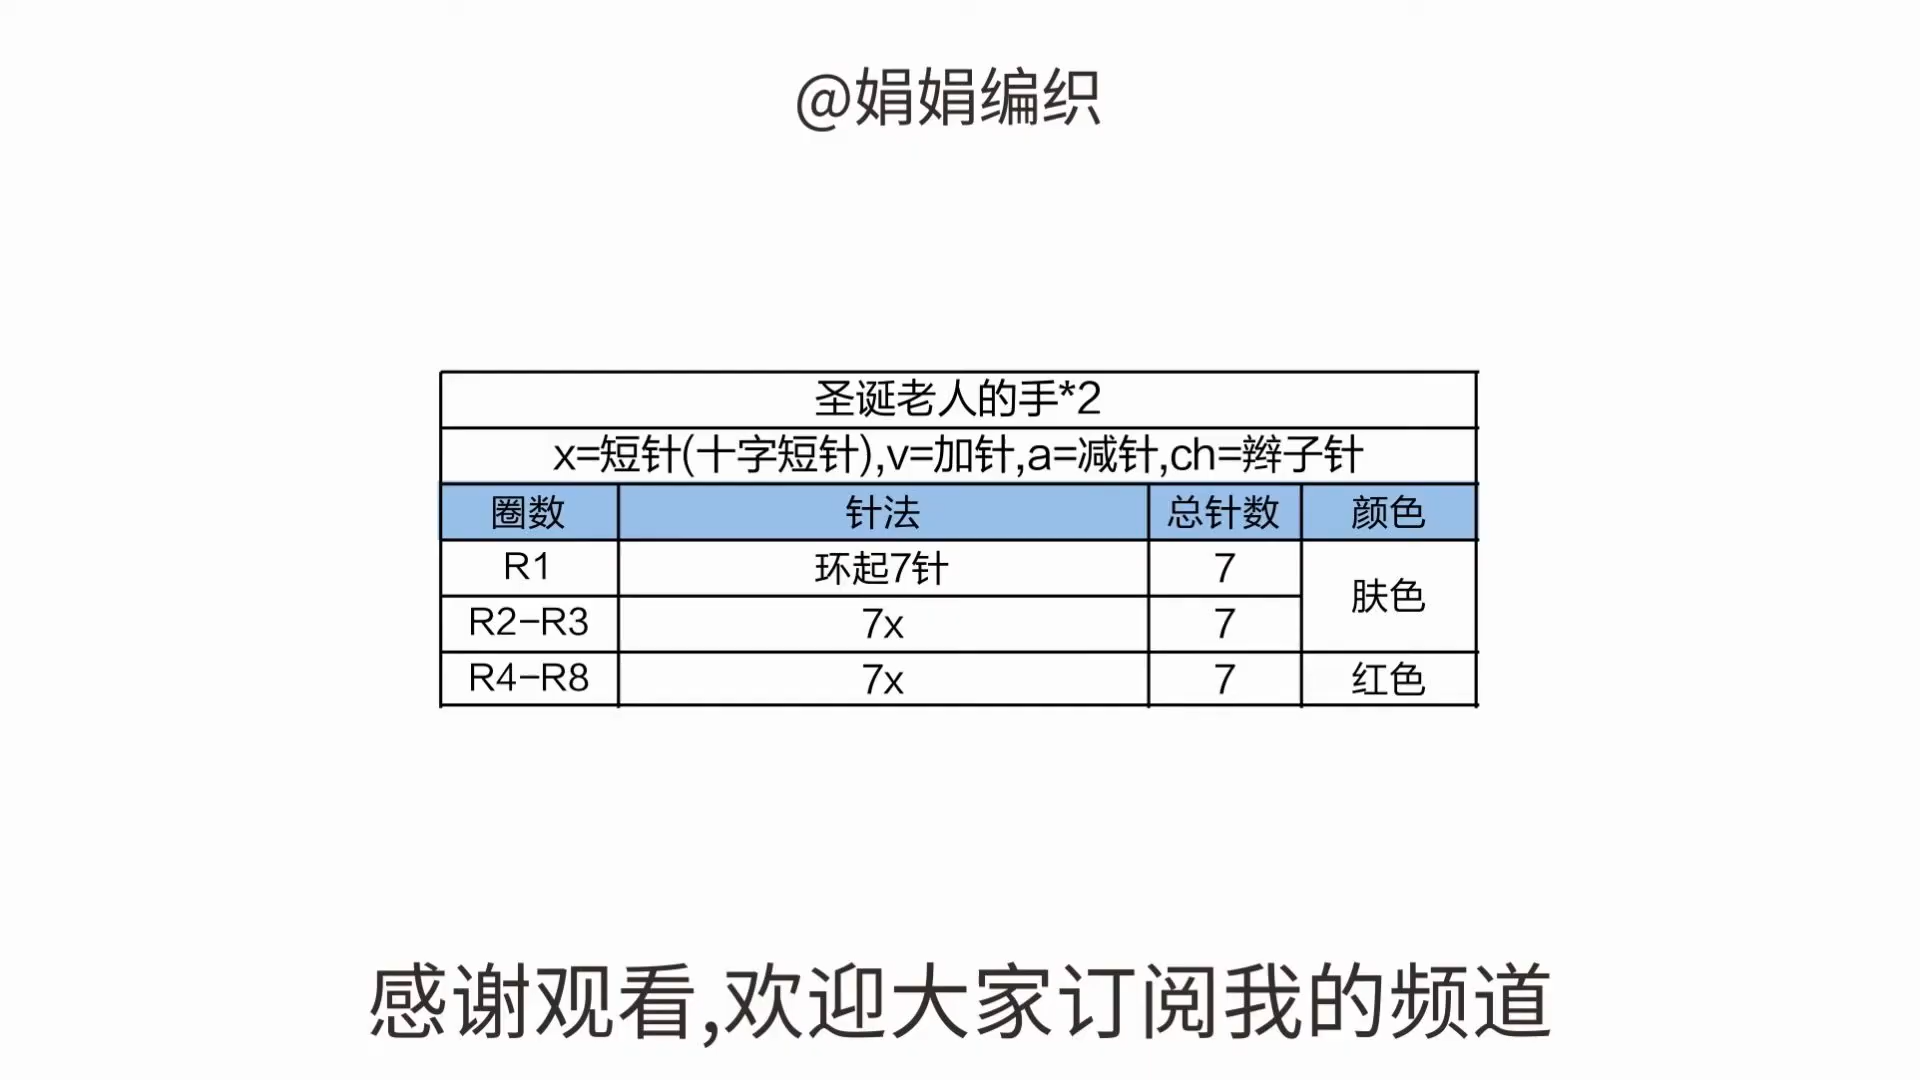 @娟娟编织
圣诞老人的手*2
x=短针(十字短针),v=加针,a=减针,ch=辫子针
圈数 针法 总针数 颜色
R1 环起7针 7 肤色
R2-R3 7x 7
R4-R8 7x 7 红色
感谢观看,欢迎大家订阅我的频道